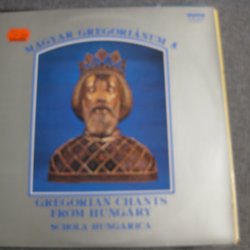 MAGYAR GREGORIÁNUM 8
GREGORIAN CHANTS
FROM HUNGARY
SCHOLA HUNGARICA